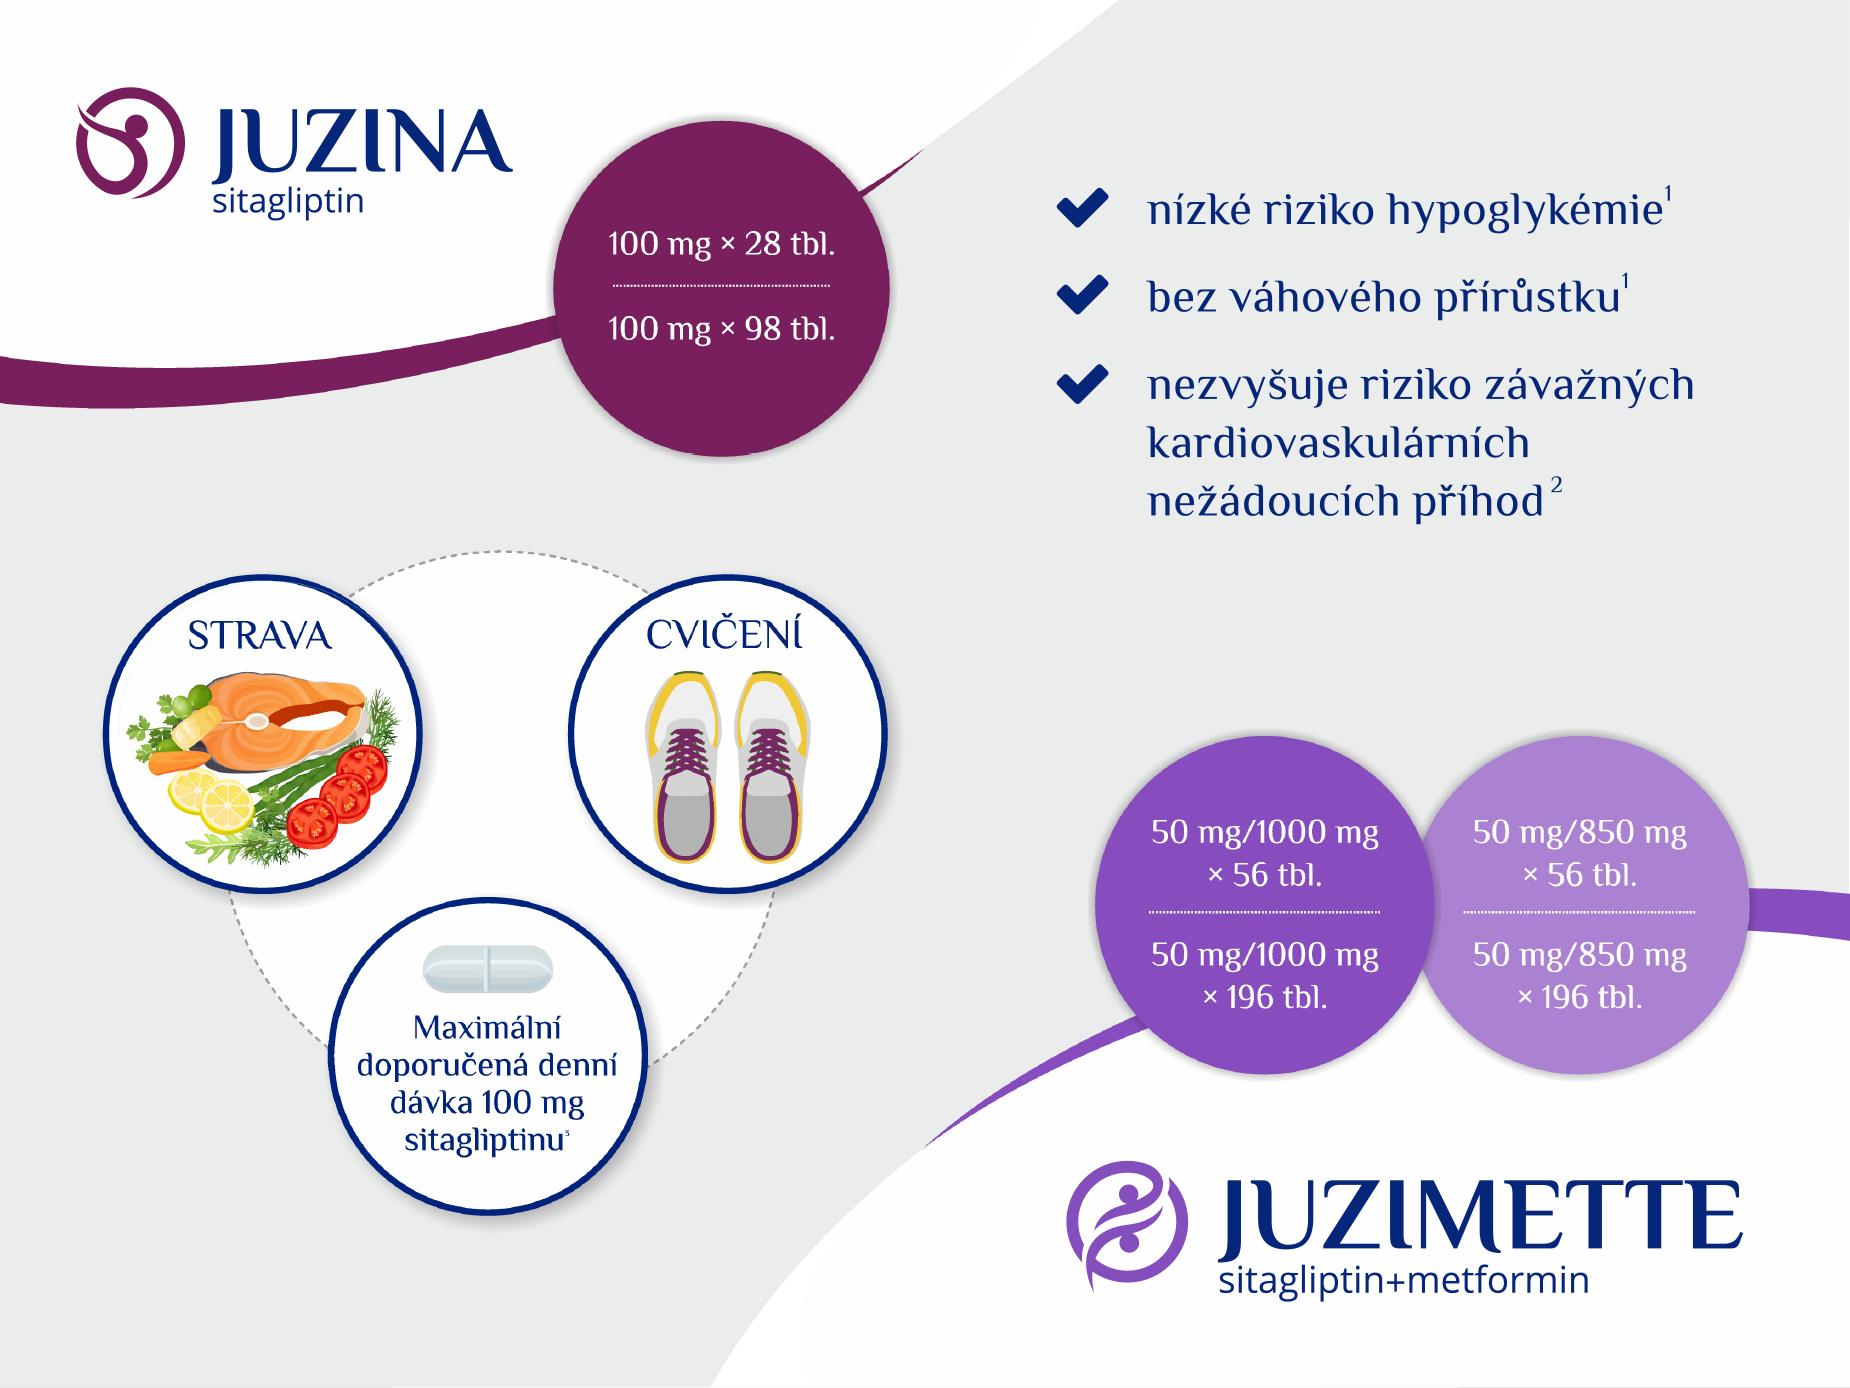 JUZINA
sitagliptin
100 mg × 28 tbl.
100 mg × 98 tbl.
nízké riziko hypoglykémie¹
bez váhového přírůstku¹
nezvyšuje riziko závažných
kardiovaskulárních
nežádoucích příhod²
STRAVA
CVIČENÍ
Maximální
doporučená denní
dávka 100 mg
sitagliptinu³
50 mg/1000 mg
× 56 tbl.
50 mg/1000 mg
× 196 tbl.
50 mg/850 mg
× 56 tbl.
50 mg/850 mg
× 196 tbl.
JUZIMETTE
sitagliptin+metformin